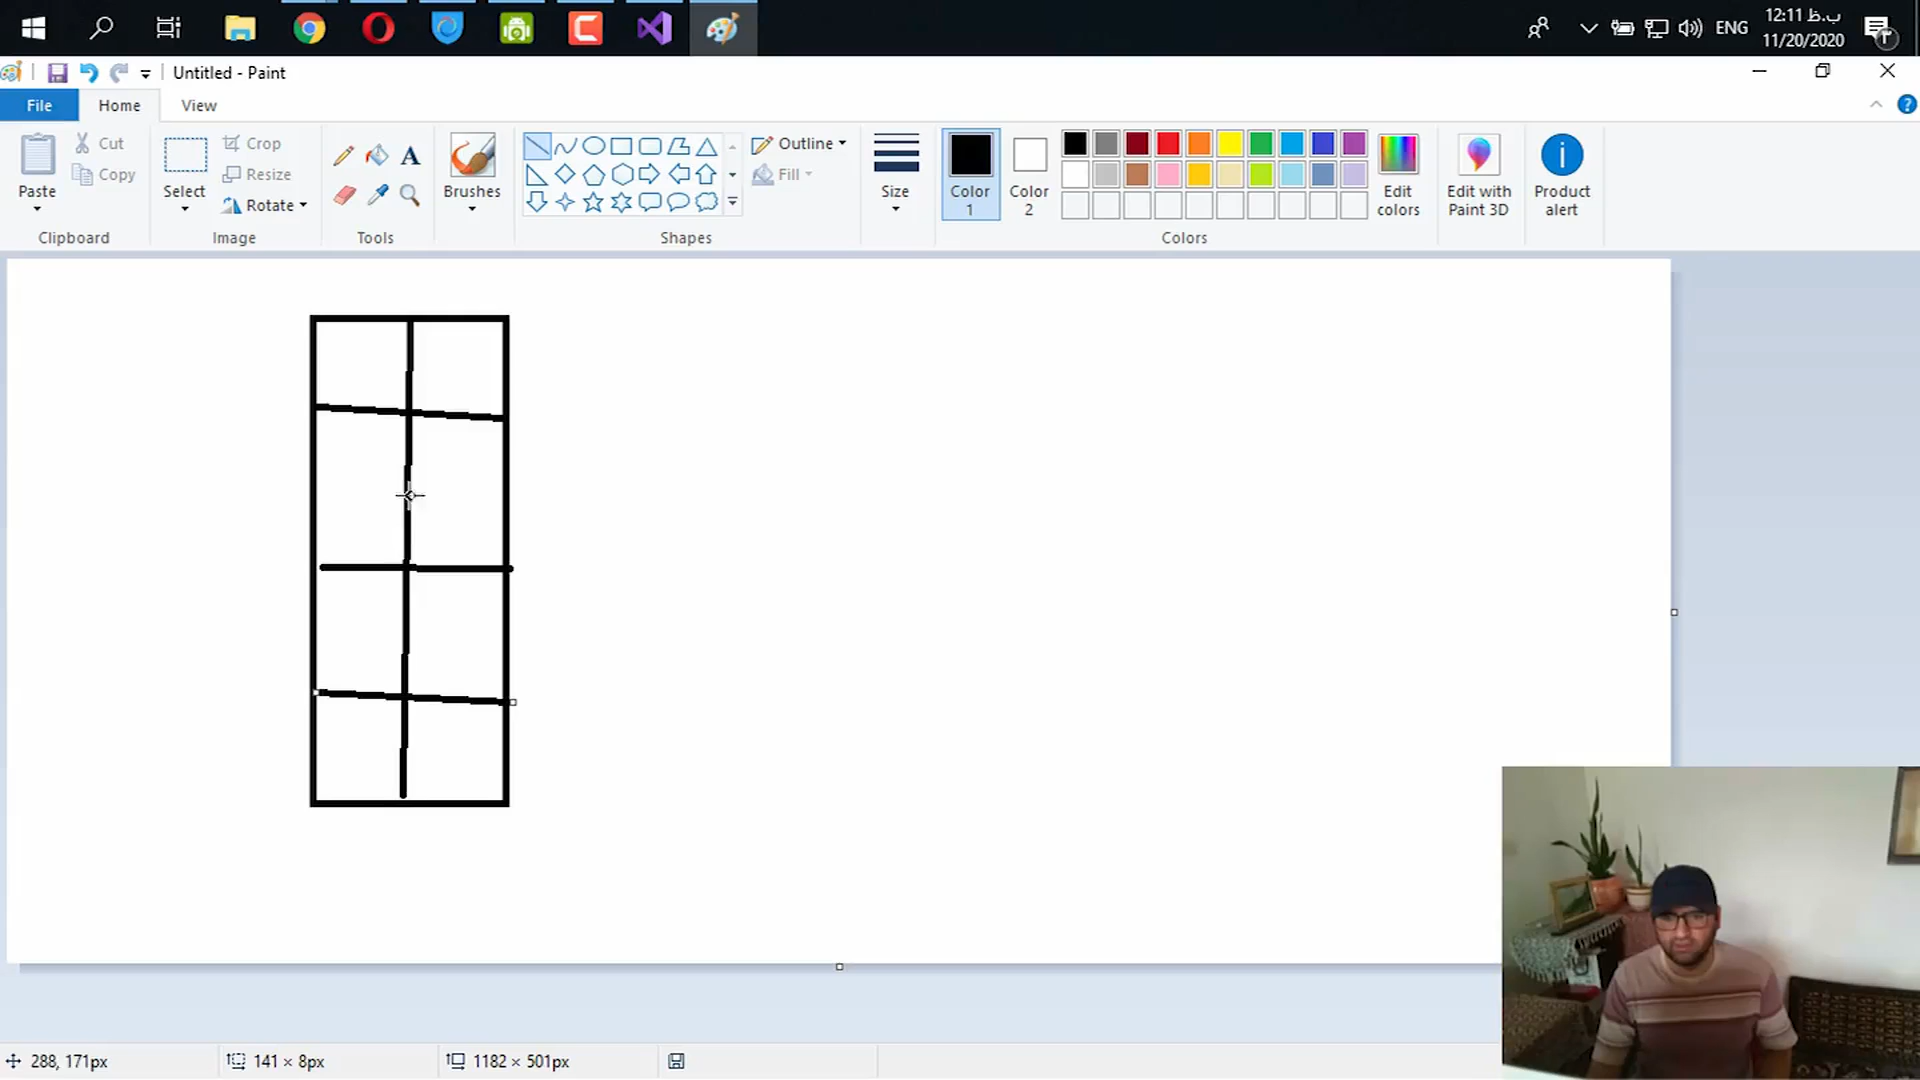 ENG
12:11 ب.ظ
11/20/2020
Untitled - Paint
File Home View
Paste
Cut
Copy
Clipboard
Select
Crop
Resize
Rotate
Image
A
Tools
Brushes
Shapes
Outline
Fill
Size
Color
1
Color
2
Colors
Edit
colors
Edit with
Paint 3D
Product
alert
288, 171px
141 × 8px
1182 × 501px